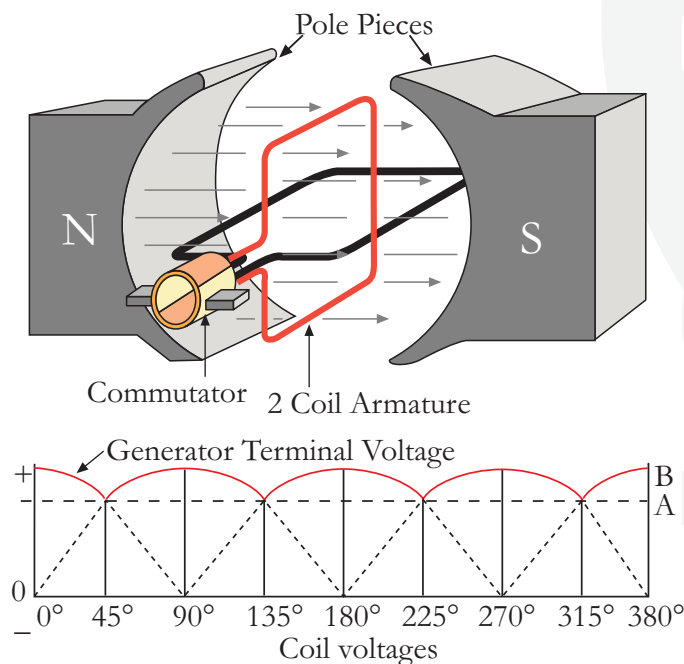 Pole Pieces
N
S
Commutator
2 Coil Armature
Generator Terminal Voltage
+
B
A
0
–
0° 45° 90° 135° 180° 225° 270° 315° 380°
Coil voltages